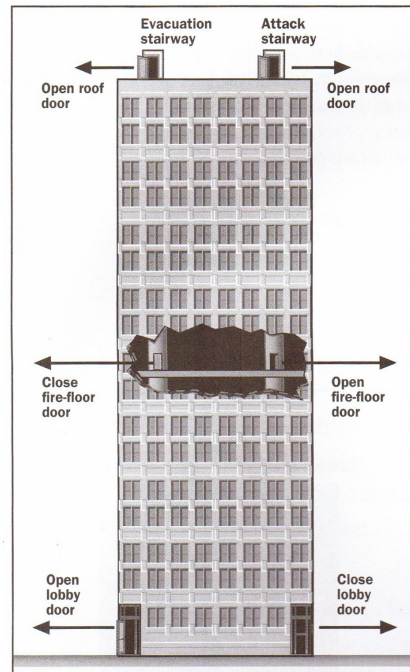 Evacuation
stairway
Attack
stairway
Open roof
door
Open roof
door
Close
fire-floor
door
Open
fire-floor
door
Open
lobby
door
Close
lobby
door